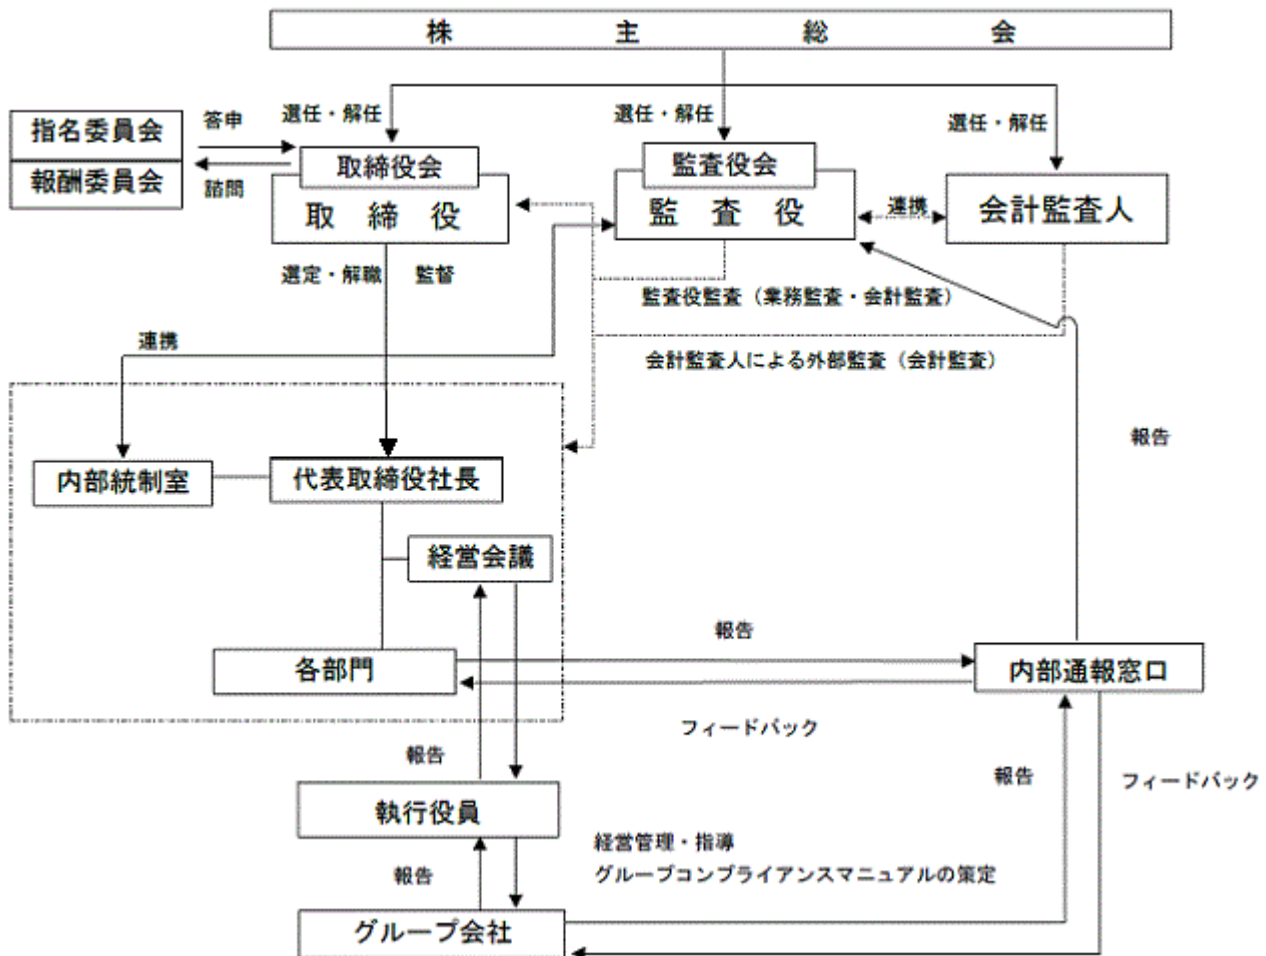 株主総会
選任・解任
選任・解任
選任・解任
指名委員会
報酬委員会
答申
諮問
取締役会
取締役
監査役会
監査役
連携
会計監査人
選定・解職
監督
監査役監査（業務監査・会計監査）
会計監査人による外部監査（会計監査）
連携
報告
内部統制室
代表取締役社長
経営会議
各部門
報告
フィードバック
内部通報窓口
報告
執行役員
報告
フィードバック
経営管理・指導
グループコンプライアンスマニュアルの策定
報告
グループ会社